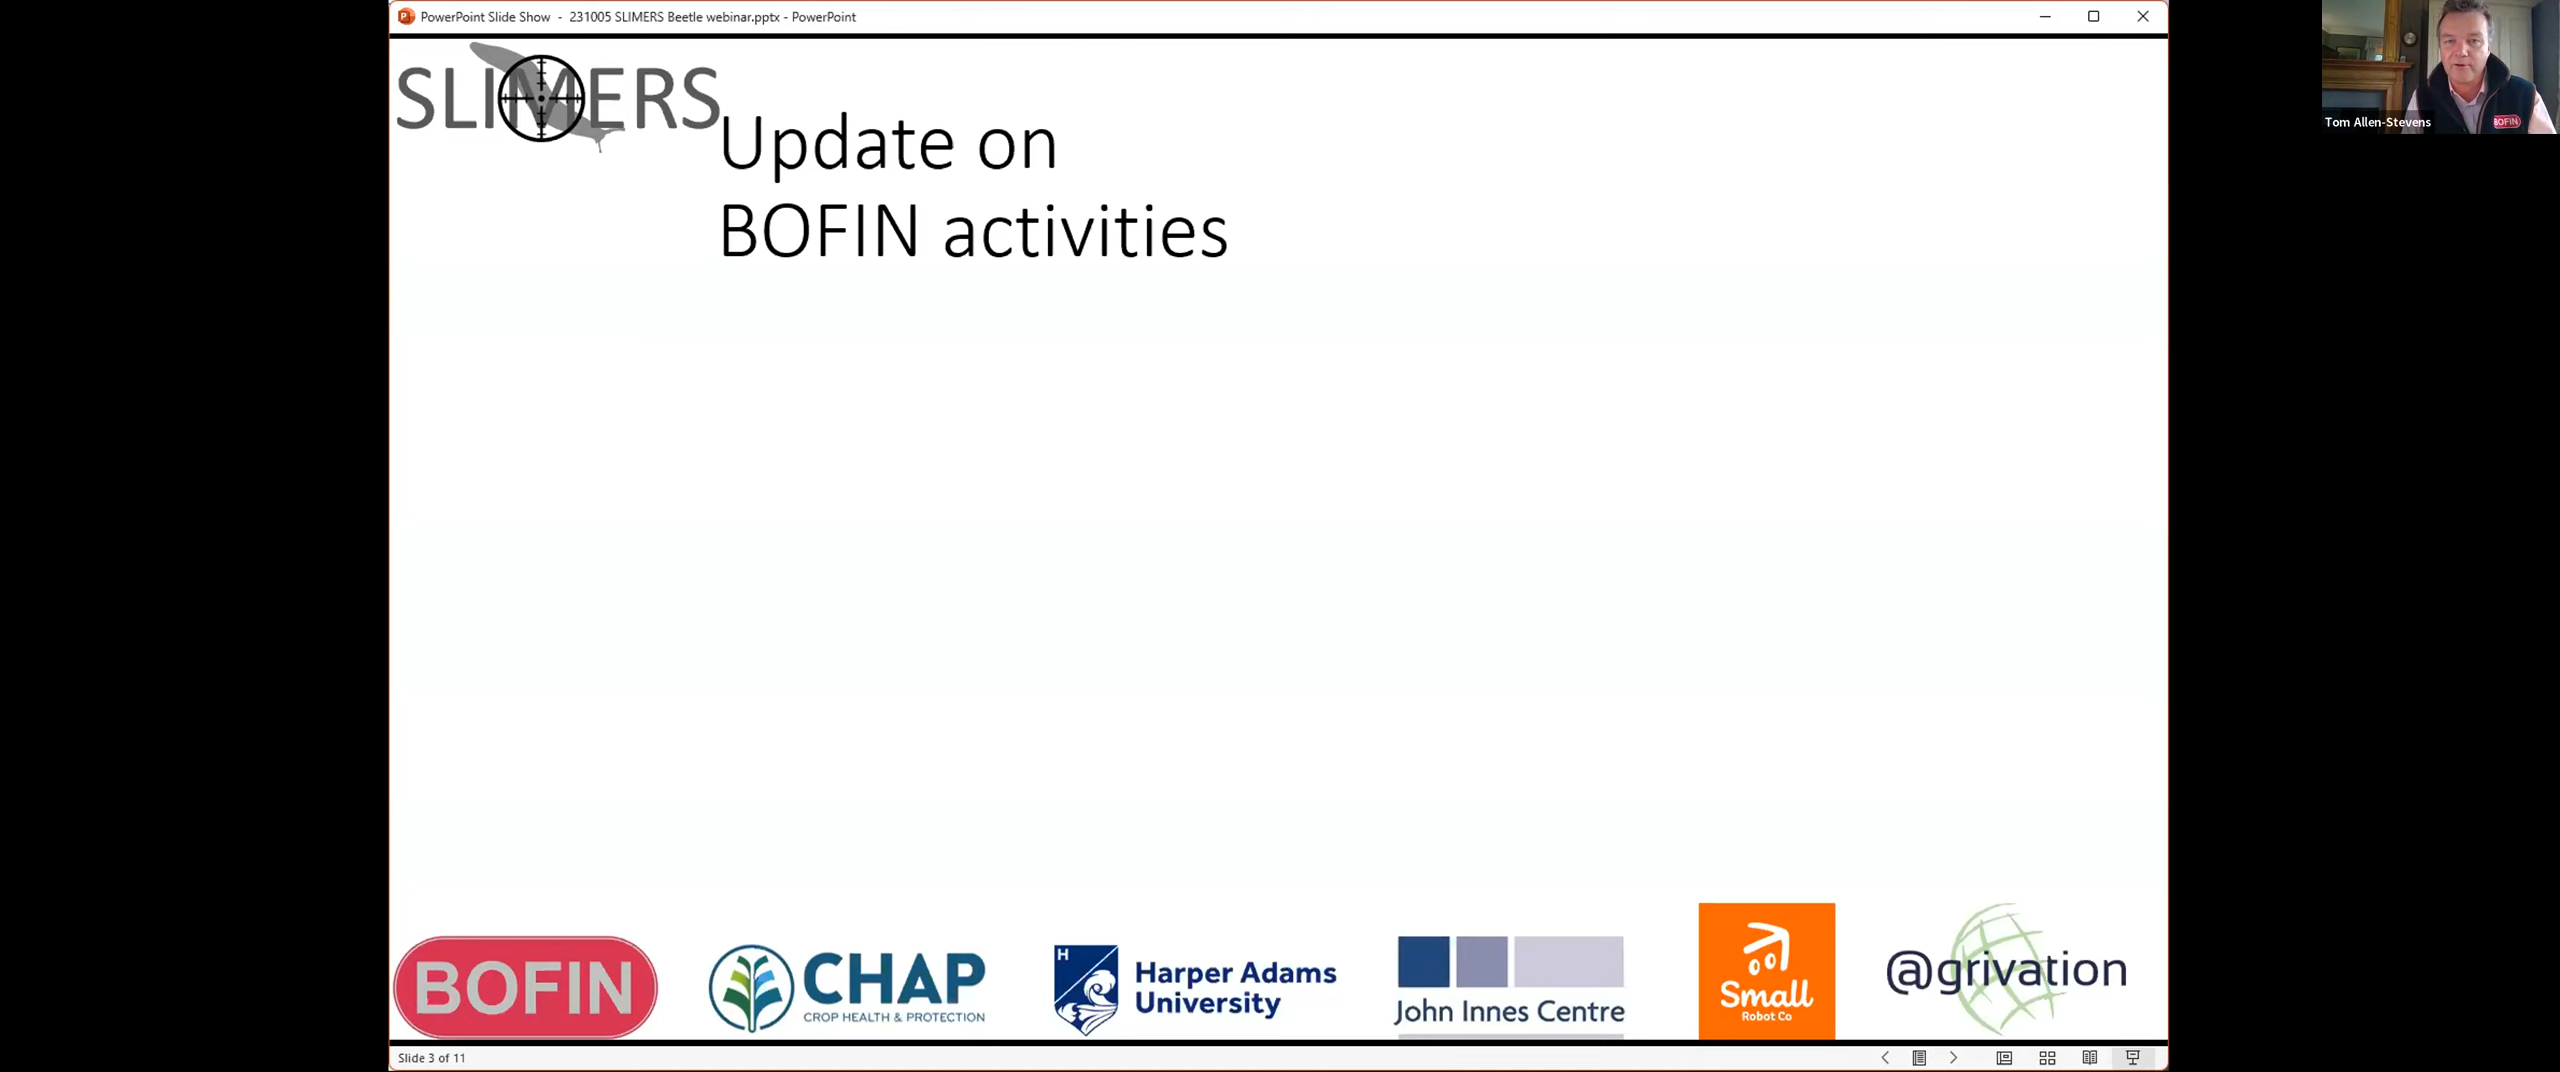 PowerPoint Slide Show - 231005 SLIMERS Beetle webinar.pptx - PowerPoint
SLIMERS
Update on
BOFIN activities
BOFIN
Tom Allen-Stevens
BOFIN
CHAP
CROP HEALTH & PROTECTION
H
Harper Adams
University
John Innes Centre
Small
Robot Co
@grivation
Slide 3 of 11